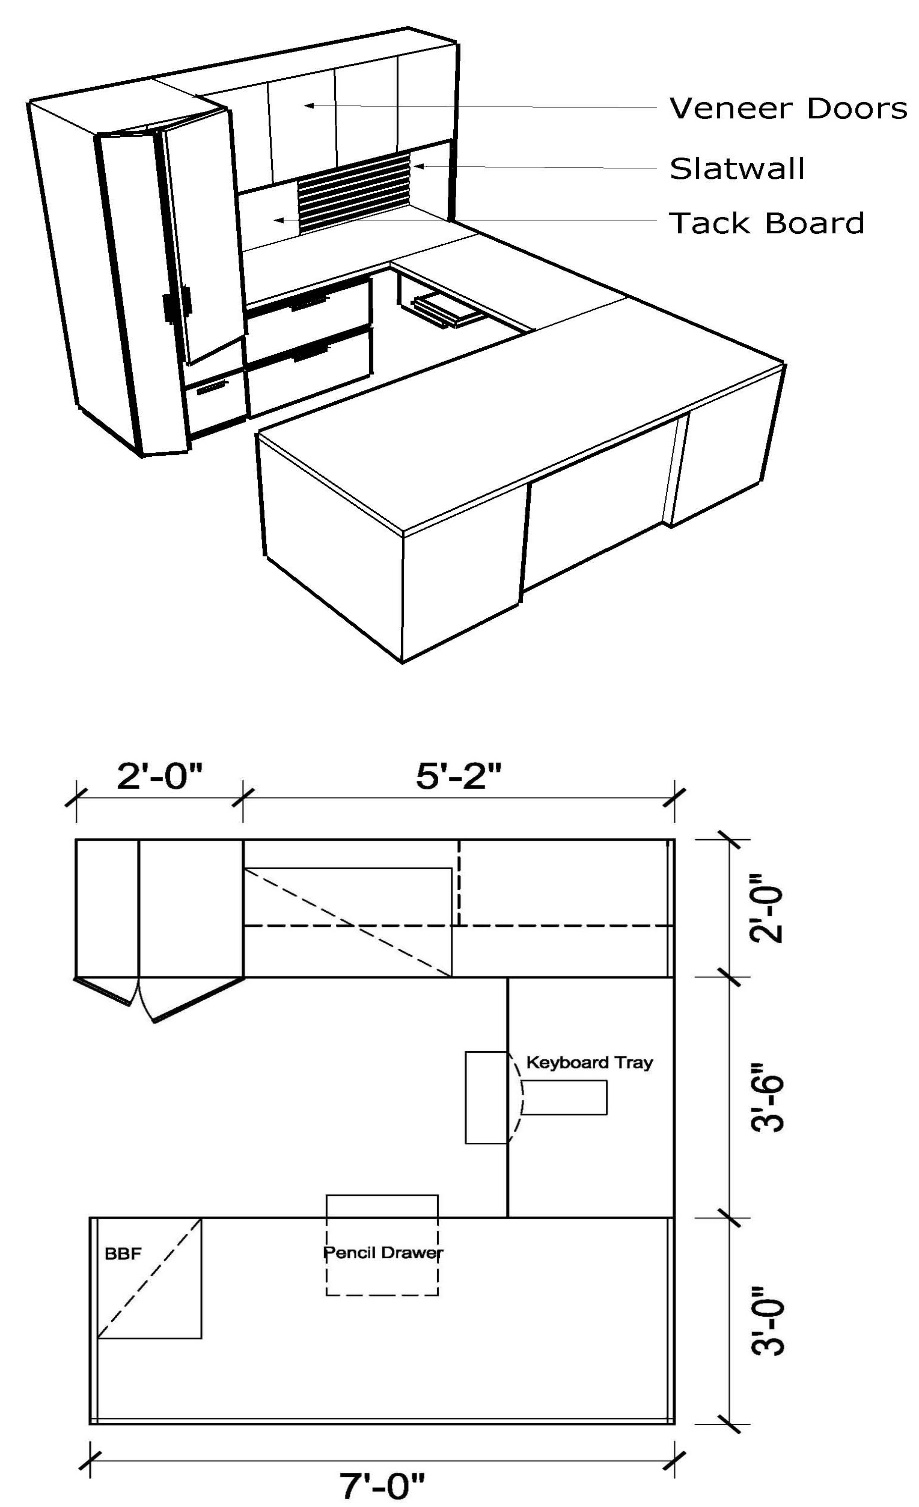 Veneer Doors
Slatwall
Tack Board
2'-0"
5'-2"
2'-0"
Keyboard Tray
3'-6"
BBF
Pencil Drawer
3'-0"
7'-0"